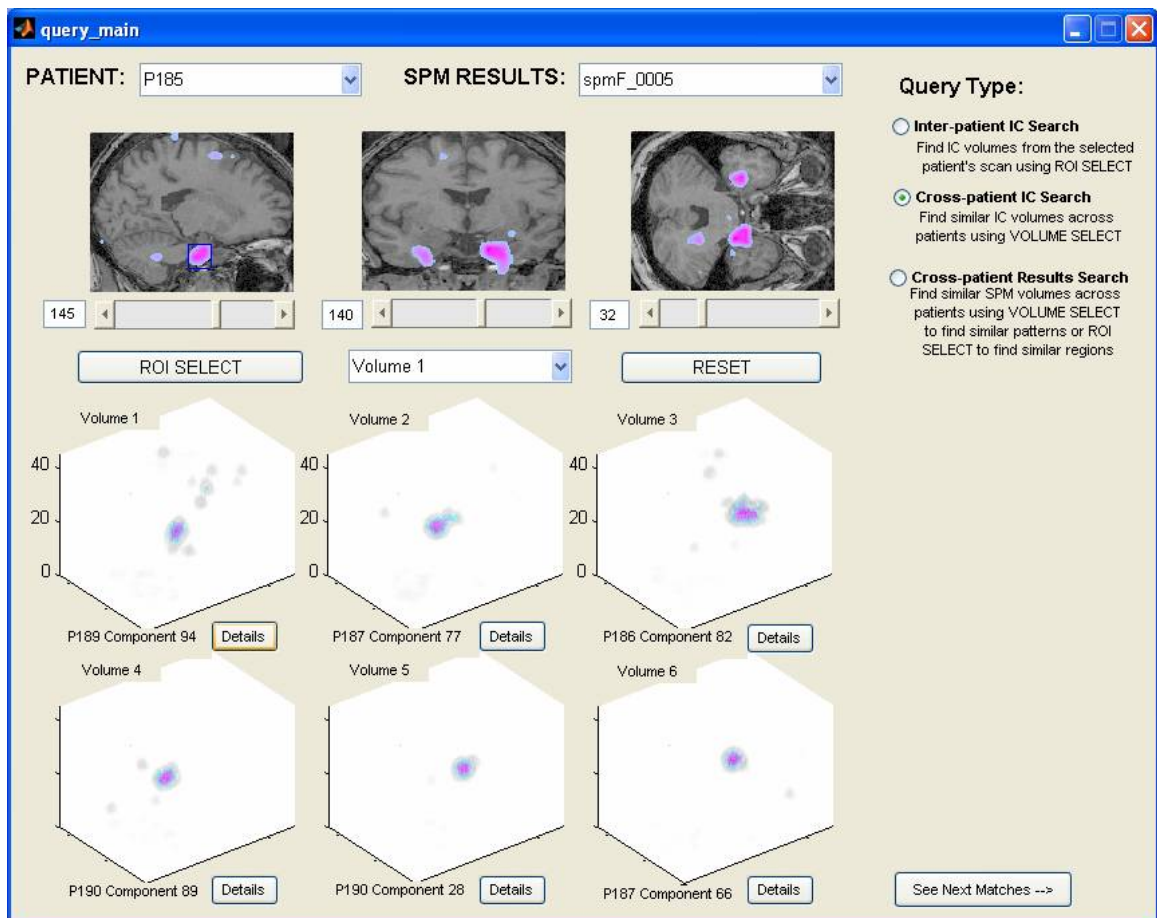 query_main
PATIENT: P185 SPM RESULTS: spmF_0005
Query Type:
Inter-patient IC Search
Find IC volumes from the selected
patient's scan using ROI SELECT
Cross-patient IC Search
Find similar IC volumes across
patients using VOLUME SELECT
Cross-patient Results Search
Find similar SPM volumes across
patients using VOLUME SELECT
to find similar patterns or ROI
SELECT to find similar regions
145 140 32
ROI SELECT Volume 1 RESET
Volume 1 Volume 2 Volume 3
40 40 40
20 20 20
0 0 0
P189 Component 94 Details P187 Component 77 Details P186 Component 82 Details
Volume 4 Volume 5 Volume 6
P190 Component 89 Details P190 Component 28 Details P187 Component 66 Details
See Next Matches -->